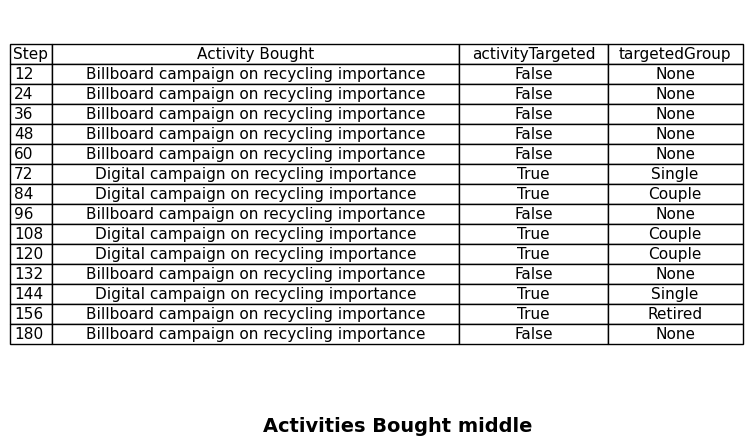 Step Activity Bought activityTargeted targetedGroup
12 Billboard campaign on recycling importance False None
24 Billboard campaign on recycling importance False None
36 Billboard campaign on recycling importance False None
48 Billboard campaign on recycling importance False None
60 Billboard campaign on recycling importance False None
72 Digital campaign on recycling importance True Single
84 Digital campaign on recycling importance True Couple
96 Billboard campaign on recycling importance False None
108 Digital campaign on recycling importance True Couple
120 Digital campaign on recycling importance True Couple
132 Billboard campaign on recycling importance False None
144 Digital campaign on recycling importance True Single
156 Billboard campaign on recycling importance True Retired
180 Billboard campaign on recycling importance False None
Activities Bought middle